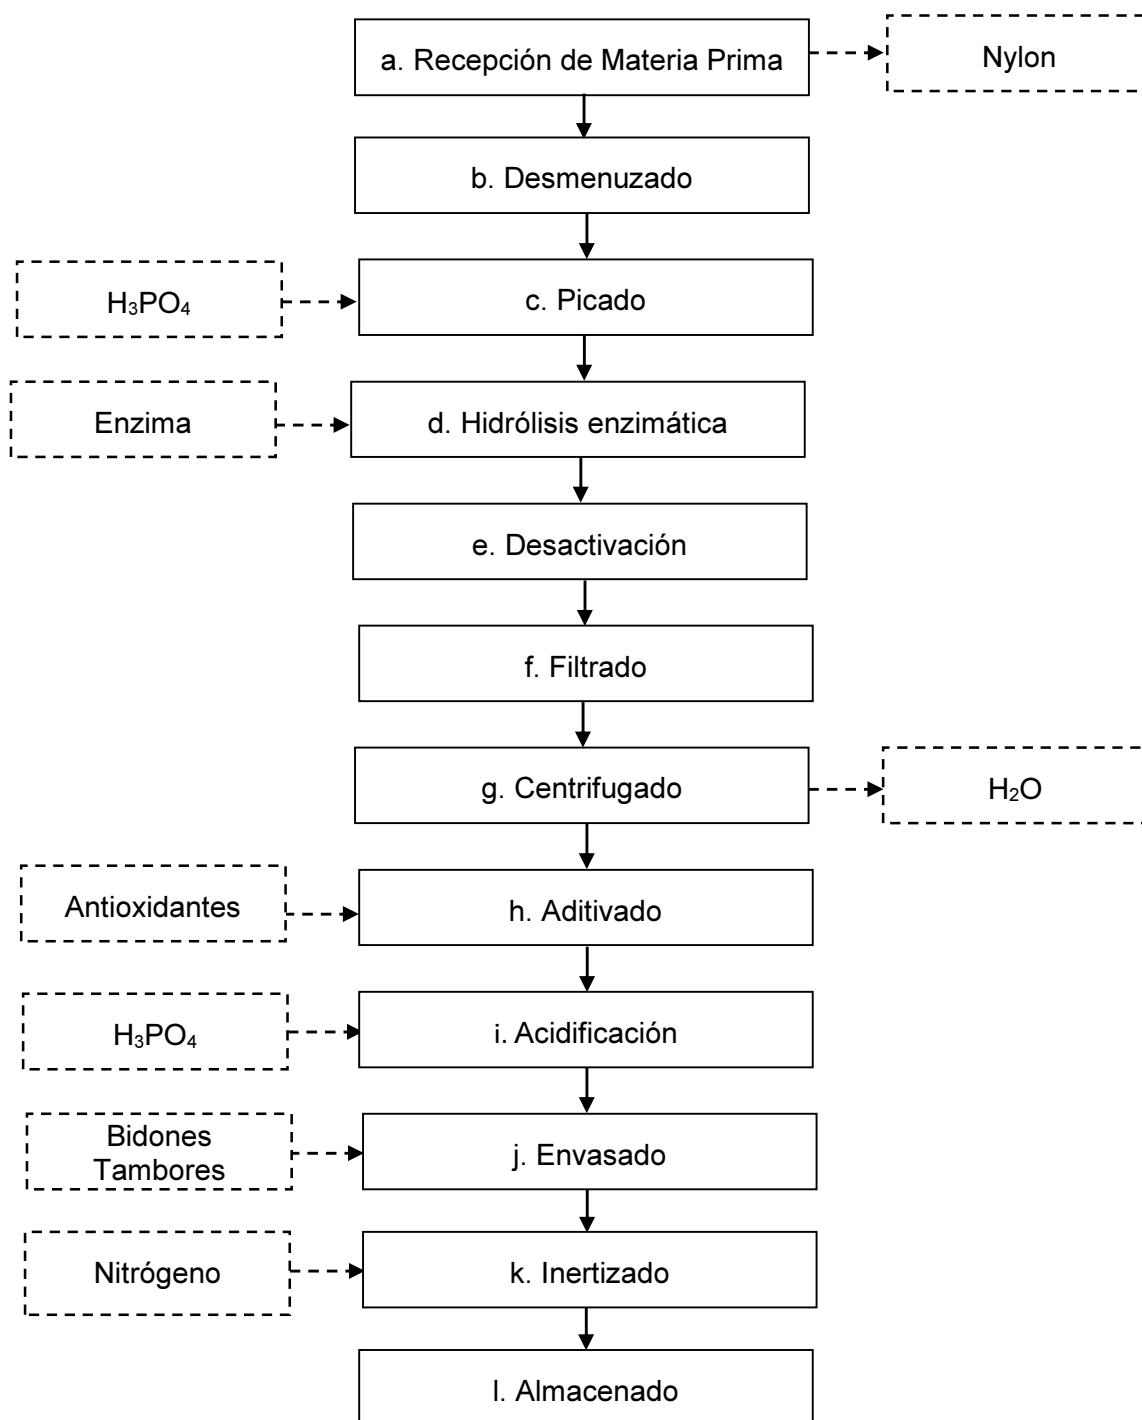 a. Recepción de Materia Prima
Nylon
b. Desmenuzado
H₃PO₄
c. Picado
Enzima
d. Hidrólisis enzimática
e. Desactivación
f. Filtrado
g. Centrifugado
H₂O
Antioxidantes
h. Aditivado
H₃PO₄
i. Acidificación
Bidones
Tambores
j. Envasado
Nitrógeno
k. Inertizado
l. Almacenado